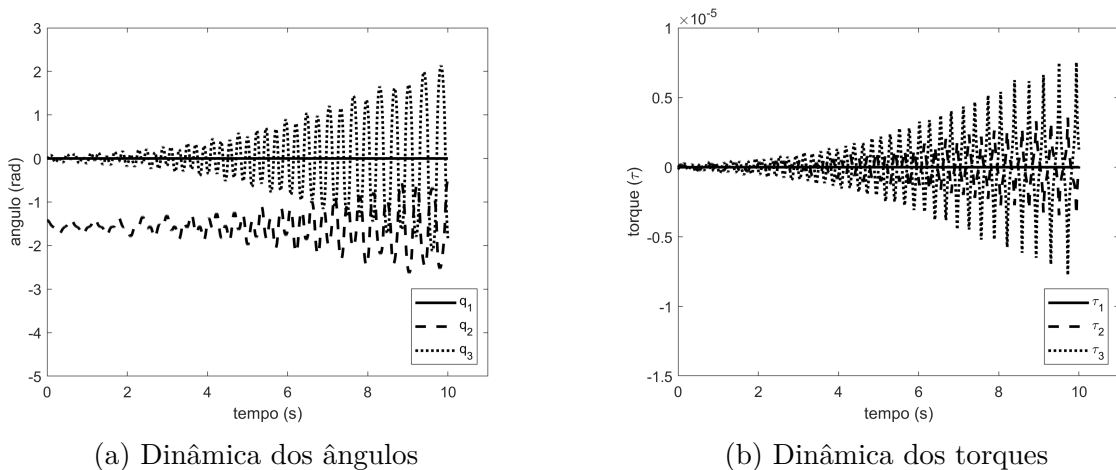 3
2
1
0
-1
-2
-3
-4
-5
angulo (rad)
0 2 4 6 8 10
tempo (s)
q1
q2
q3
(a) Dinâmica dos ângulos
×10-5
1
0.5
0
-0.5
-1
-1.5
torque (τ)
0 2 4 6 8 10
tempo (s)
τ1
τ2
τ3
(b) Dinâmica dos torques